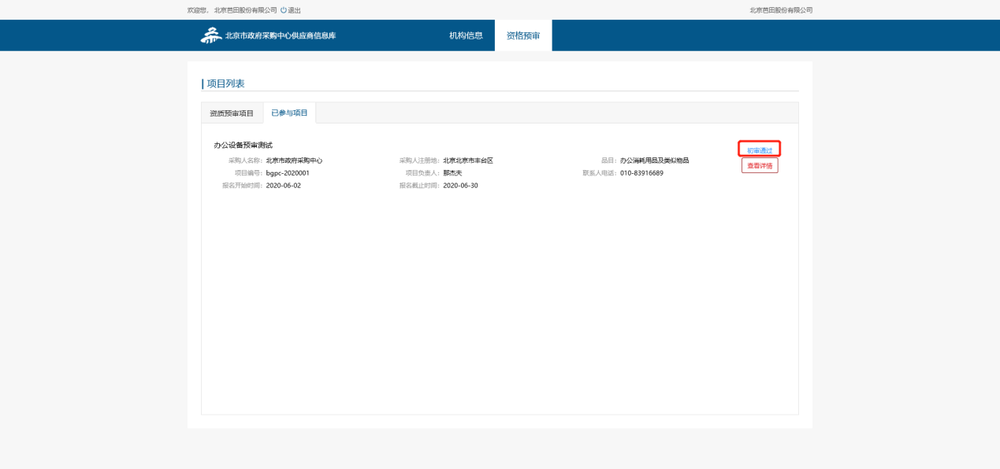 欢迎您， 北京芭田股份有限公司 退出 北京芭田股份有限公司
北京市政府采购中心供应商信息库 机构信息 资格预审
项目列表
资质预审项目 已参与项目
办公设备预审测试
初审通过
采购人名称： 北京市政府采购中心 采购人注册地： 北京北京市丰台区 品目： 办公消耗用品及类似物品
查看详情
项目编号： bgpc-2020001 项目负责人： 那杰夫 联系人电话： 010-83916689
报名开始时间： 2020-06-02 报名截止时间： 2020-06-30